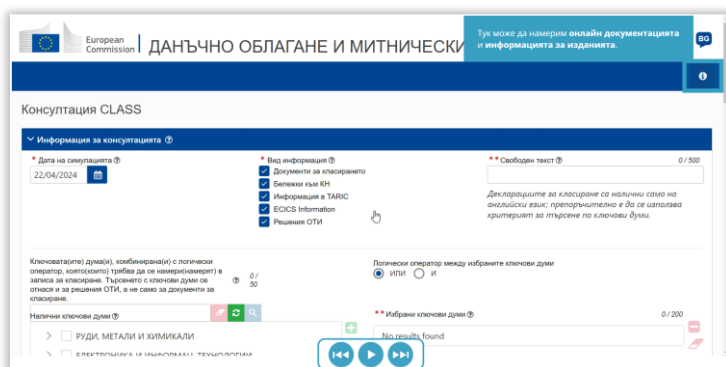 European
Commission
ДАНЪЧНО ОБЛАГАНЕ И МИТНИЧЕСКИ
Тук може да намерим онлайн документацията
и информацията за изданията.
BG
Консултация CLASS
Информация за консултацията
* Дата на симулацията
22/04/2024
* Вид информация
Документи за класирането
Бележки към КН
Информация в TARIC
ECICS Information
Решения ОТИ
* * Свободен текст
0 / 500
Декларациите за класиране са налични само на
английски език; препоръчително е да се използва
критерият за търсене по ключови думи.
Ключовата(ите) дума(и), комбинирана(и) с логически
оператор, която(които) трябва да се намери(намерят) в
записа за класиране. Търсенето с ключови думи се
отнася и за решения ОТИ, а не само за документи за
класиране.
0 /
50
Логически оператор между избраните ключови думи
ИЛИ
И
Налични ключови думи
РУДИ, МЕТАЛИ И ХИМИКАЛИ
ЕЛЕКТРОНИКА И ИНФОРМАЦ. ТЕХНОЛОГИИ
* * Избрани ключови думи
0 / 200
No results found